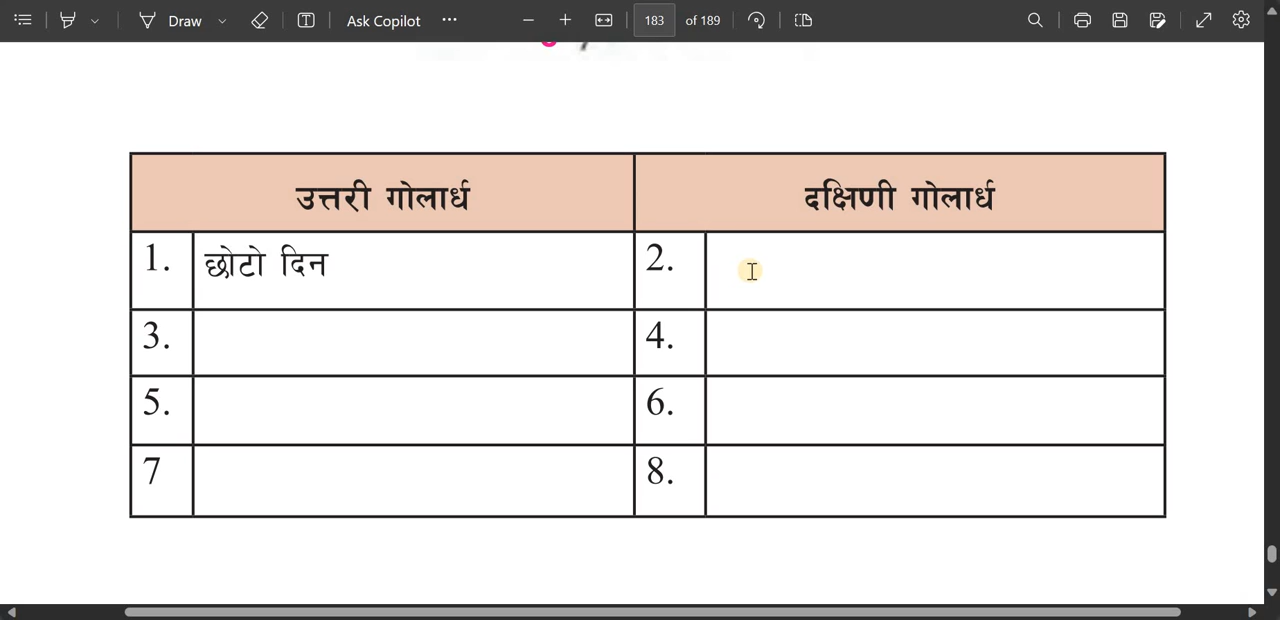 Draw
Ask Copilot
183 of 189
उत्तरी गोलार्ध दक्षिणी गोलार्ध
1. छोटो दिन 2.
3. 4.
5. 6.
7 8.